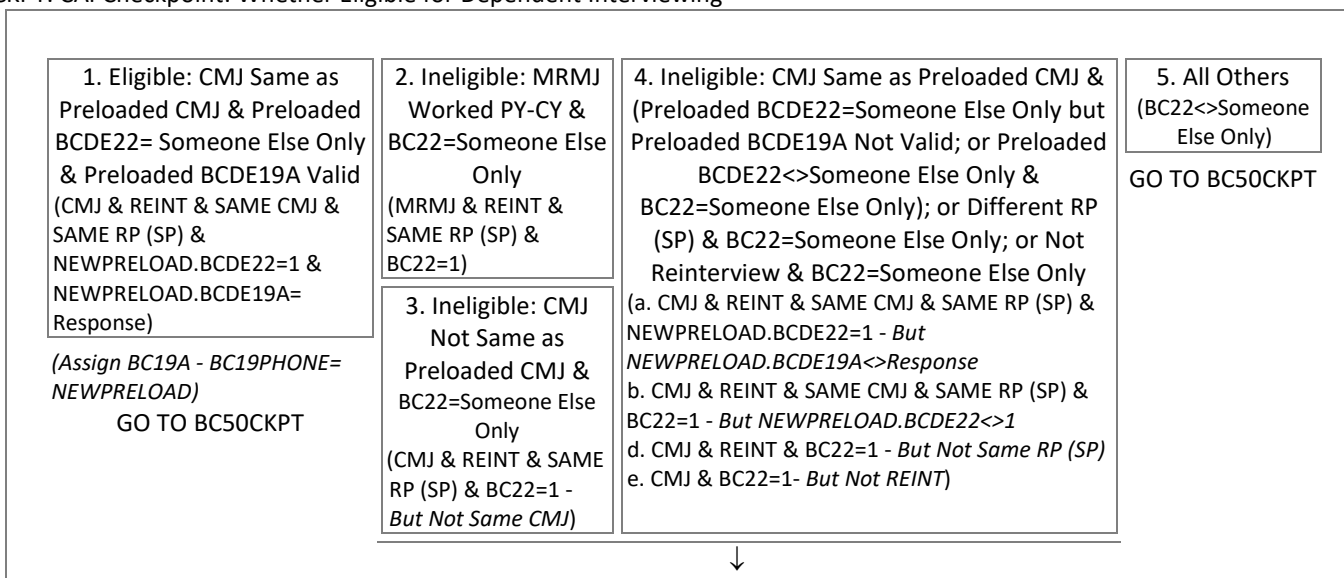 CAI Checkpoint: Whether Eligible for Dependent Interviewing
1. Eligible: CMJ Same as
Preloaded CMJ & Preloaded
BCDE22= Someone Else Only
& Preloaded BCDE19A Valid
(CMJ & REINT & SAME CMJ &
SAME RP (SP) &
NEWPRELOAD.BCDE22=1 &
NEWPRELOAD.BCDE19A=
Response)
(Assign BC19A - BC19PHONE=
NEWPRELOAD)
GO TO BC50CKPT
2. Ineligible: MRMJ
Worked PY-CY &
BC22=Someone Else
Only
(MRMJ & REINT &
SAME RP (SP) &
BC22=1)
3. Ineligible: CMJ
Not Same as
Preloaded CMJ &
BC22=Someone Else
Only
(CMJ & REINT & SAME
RP (SP) & BC22=1 -
But Not Same CMJ)
4. Ineligible: CMJ Same as Preloaded CMJ &
(Preloaded BCDE22=Someone Else Only but
Preloaded BCDE19A Not Valid; or Preloaded
BCDE22<>Someone Else Only &
BC22=Someone Else Only); or Different RP
(SP) & BC22=Someone Else Only; or Not
Reinterview & BC22=Someone Else Only
(a. CMJ & REINT & SAME CMJ & SAME RP (SP) &
NEWPRELOAD.BCDE22=1 - But
NEWPRELOAD.BCDE19A<>Response
b. CMJ & REINT & SAME CMJ & SAME RP (SP) &
BC22=1 - But NEWPRELOAD.BCDE22<>1
d. CMJ & REINT & BC22=1 - But Not Same RP (SP)
e. CMJ & BC22=1- But Not REINT)
5. All Others
(BC22<>Someone
Else Only)
GO TO BC50CKPT
↓